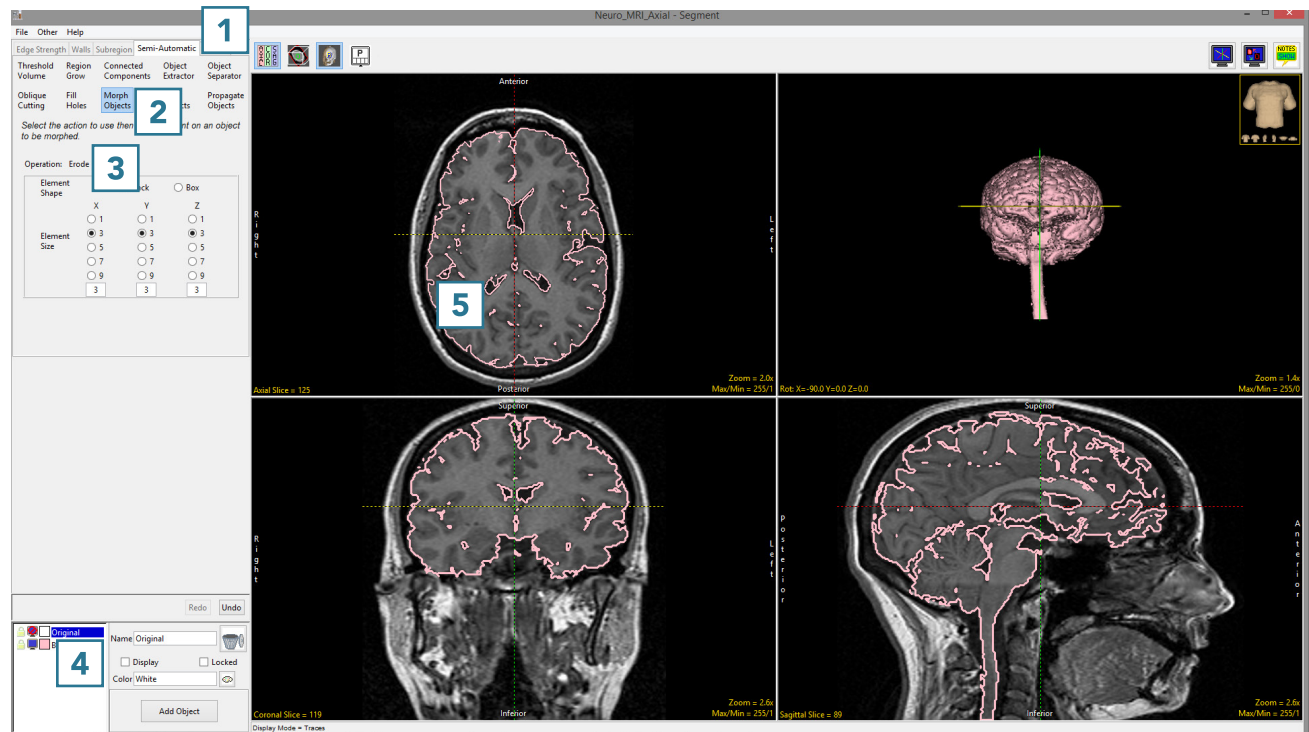 Neuro_MRI_Axial - Segment
1
File Other Help
Edge Strength Walls Subregion Semi-Automatic
P
NOTES
SHOW
Threshold Region Connected Object Object
Volume Grow Components Extractor Separator
Oblique Fill Morph Propagate
Cutting Holes Objects Objects
2
Select the action to use then on an object
to be morphed.
Operation: Erode
3
Element
Shape
Box
X Y Z
1 1 1
Element
Size
3 3 3
5 5 5
7 7 7
9 9 9
3 3 3
Anterior
Right
Left
5
Axial Slice = 125
Posterior
Zoom = 2.0x
Max/Min = 255/1
Rot: X=-90.0 Y=0.0 Z=0.0
Zoom = 1.4x
Max/Min = 255/0
Superior
Right
Left
Coronal Slice = 119
Inferior
Zoom = 2.6x
Max/Min = 255/1
Superior
Posterior
Anterior
Sagittal Slice = 89
Inferior
Zoom = 2.6x
Max/Min = 255/1
Redo Undo
Original
4
Name Original
Display Locked
Color White
Add Object
Display Mode = Traces